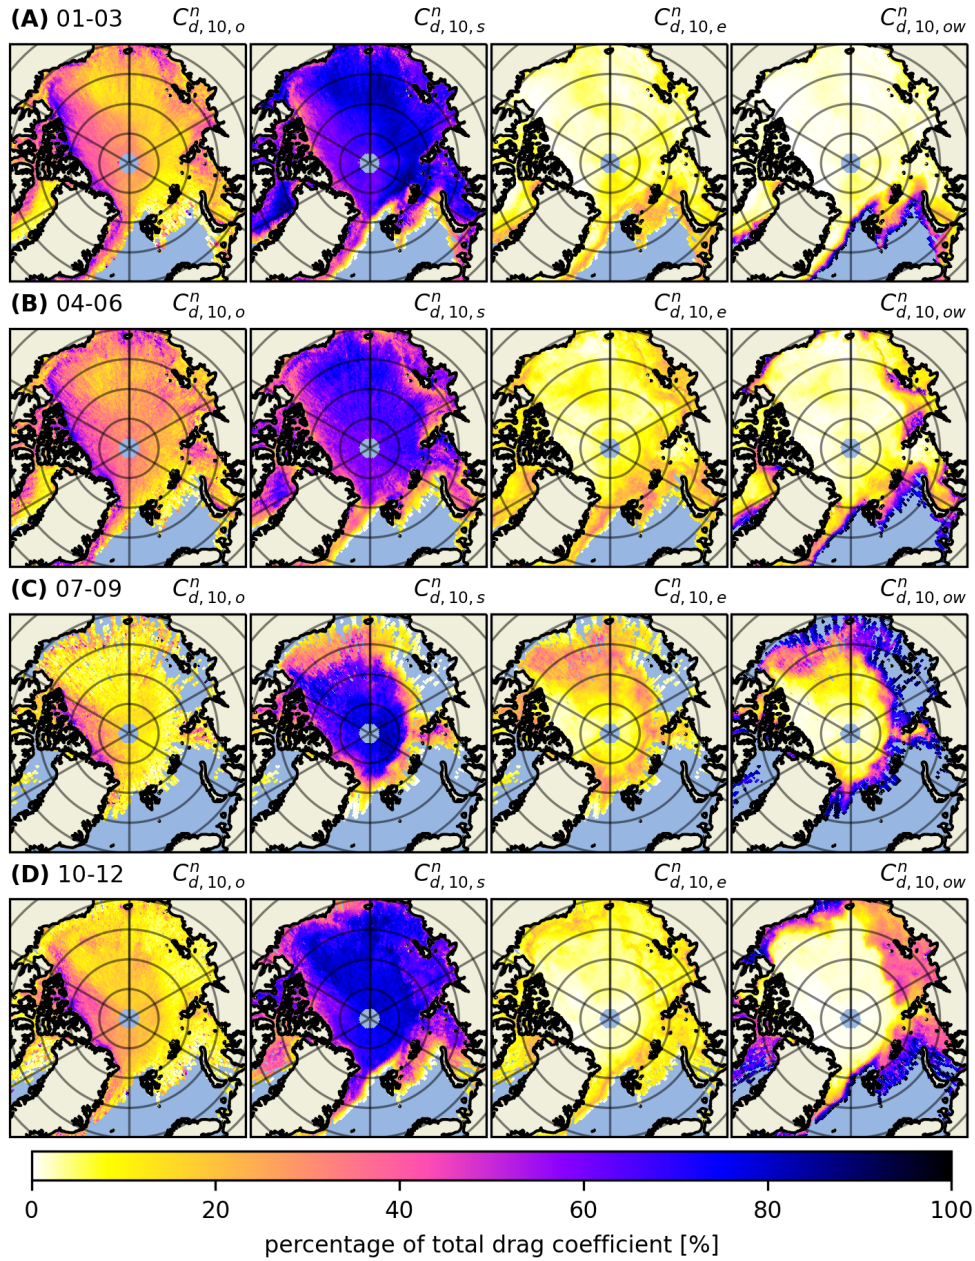 (A) 01-03 C^n_{d,10,o} C^n_{d,10,s} C^n_{d,10,e} C^n_{d,10,ow}
(B) 04-06 C^n_{d,10,o} C^n_{d,10,s} C^n_{d,10,e} C^n_{d,10,ow}
(C) 07-09 C^n_{d,10,o} C^n_{d,10,s} C^n_{d,10,e} C^n_{d,10,ow}
(D) 10-12 C^n_{d,10,o} C^n_{d,10,s} C^n_{d,10,e} C^n_{d,10,ow}
0 20 40 60 80 100
percentage of total drag coefficient [%]